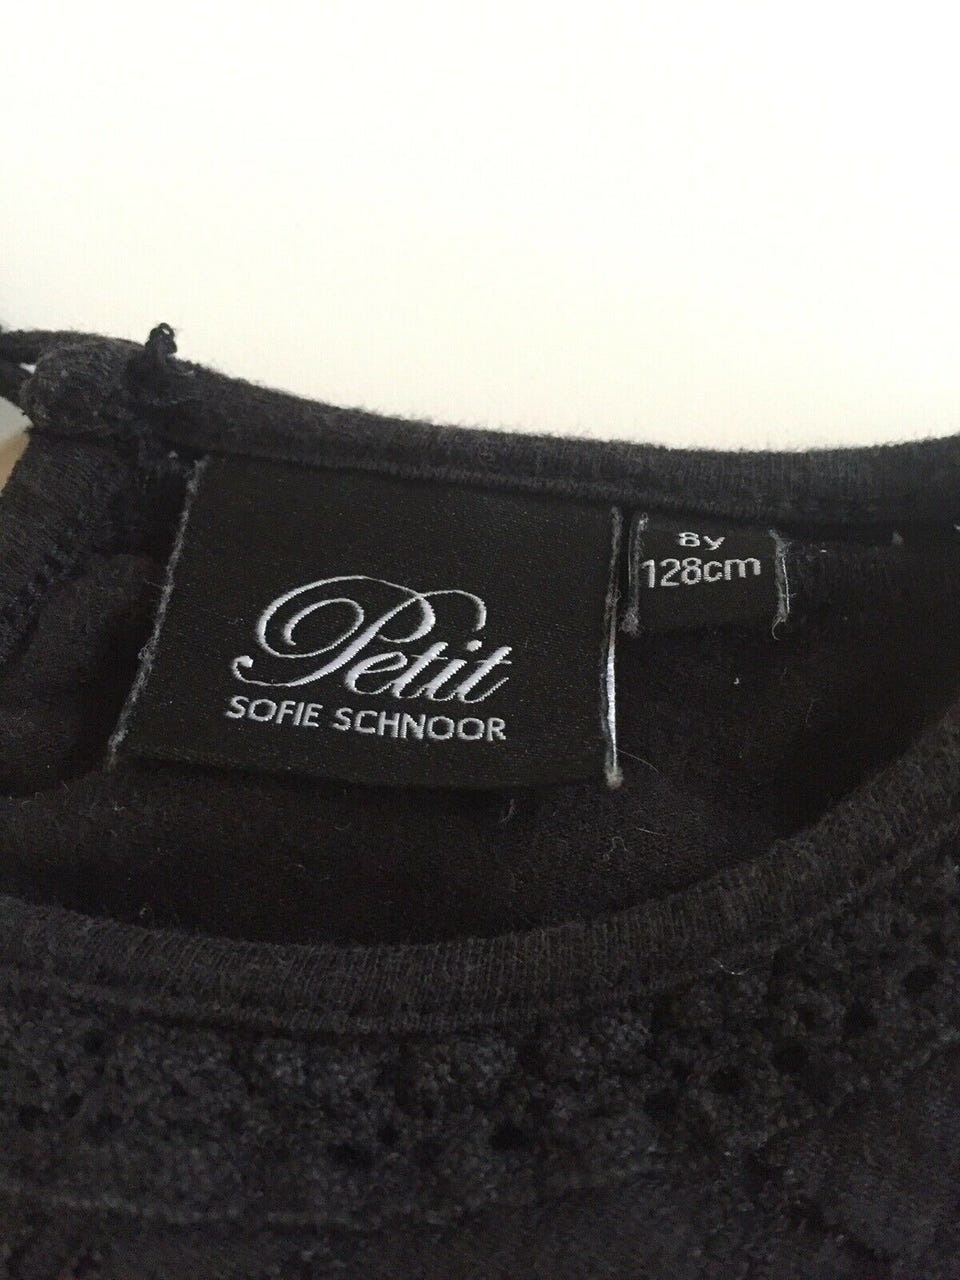 Petit
SOFIE SCHNOOR
8y
128cm